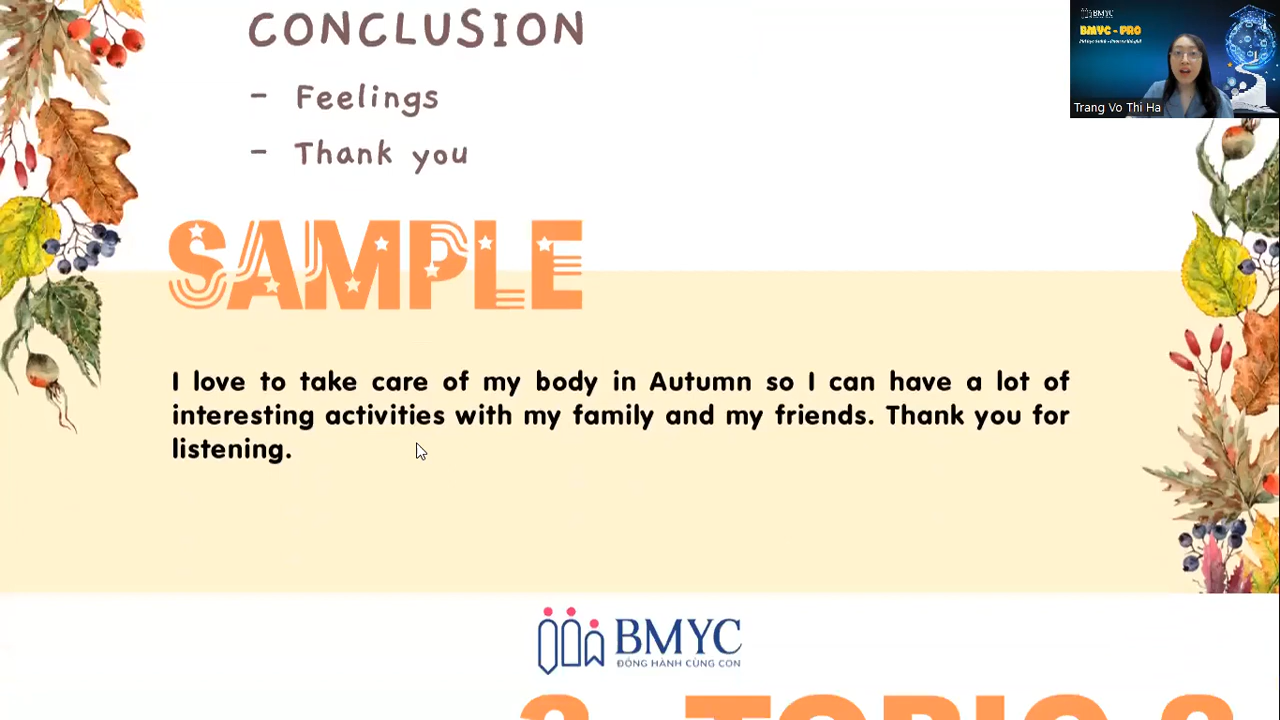 CONCLUSION
- Feelings
- Thank you
SAMPLE
I love to take care of my body in Autumn so I can have a lot of
interesting activities with my family and my friends. Thank you for
listening.
BMYC
ĐỒNG HÀNH CÙNG CON
BMYC
BMYC - PRO
Trang Vo Thi Ha